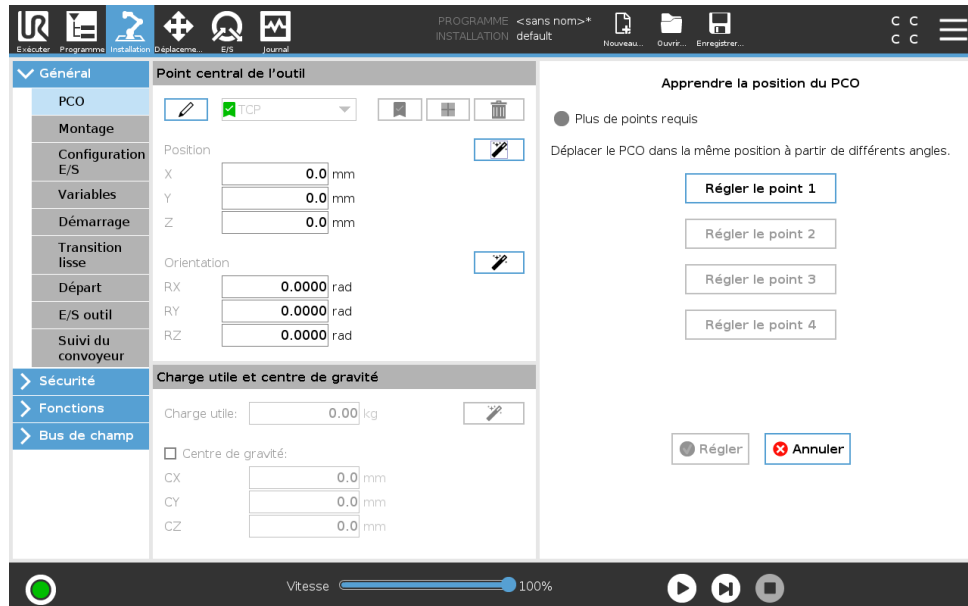 PROGRAMME <sans nom>*
INSTALLATION default
Exécuter
Programme
Installation
Déplaceme...
E/S
Journal
Nouveau...
Ouvrir...
Enregistrer...
C C
C C
Général
PCO
Montage
Configuration
E/S
Variables
Démarrage
Transition
lisse
Départ
E/S outil
Suivi du
convoyeur
Sécurité
Fonctions
Bus de champ
Point central de l'outil
TCP
Position
X 0.0 mm
Y 0.0 mm
Z 0.0 mm
Orientation
RX 0.0000 rad
RY 0.0000 rad
RZ 0.0000 rad
Charge utile et centre de gravité
Charge utile: 0.00 kg
Centre de gravité:
CX 0.0 mm
CY 0.0 mm
CZ 0.0 mm
Apprendre la position du PCO
Plus de points requis
Déplacer le PCO dans la même position à partir de différents angles.
Régler le point 1
Régler le point 2
Régler le point 3
Régler le point 4
Régler
Annuler
Vitesse 100%